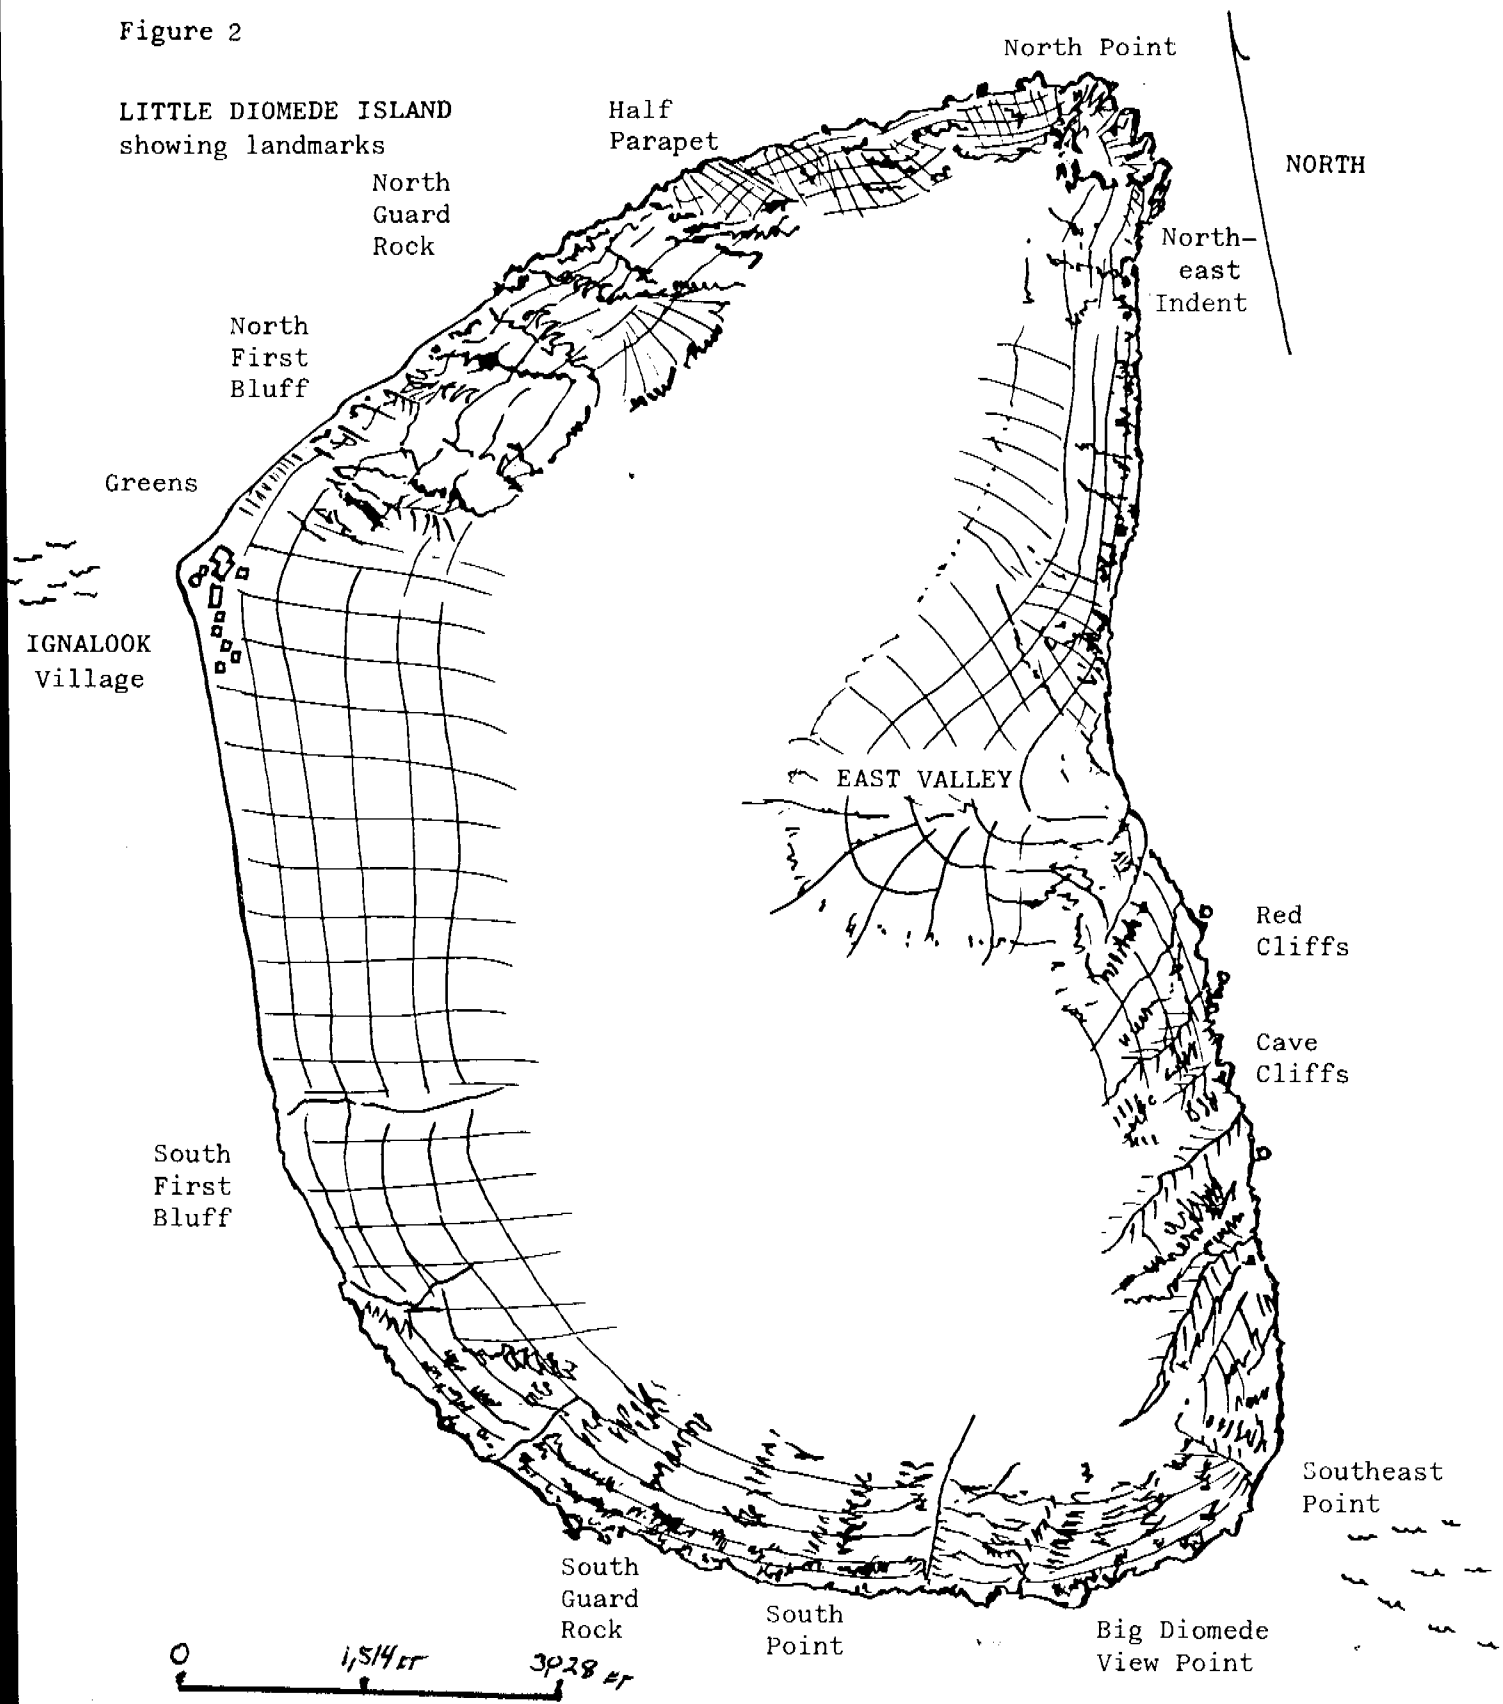 Figure 2
LITTLE DIOMEDE ISLAND
showing landmarks
North Point
NORTH
Half
Parapet
North
Guard
Rock
North-
east
Indent
North
First
Bluff
Greens
IGNALOOK
Village
EAST VALLEY
Red
Cliffs
Cave
Cliffs
South
First
Bluff
Southeast
Point
South
Guard
Rock
South
Point
Big Diomede
View Point
0 1,514 FT 3028 FT